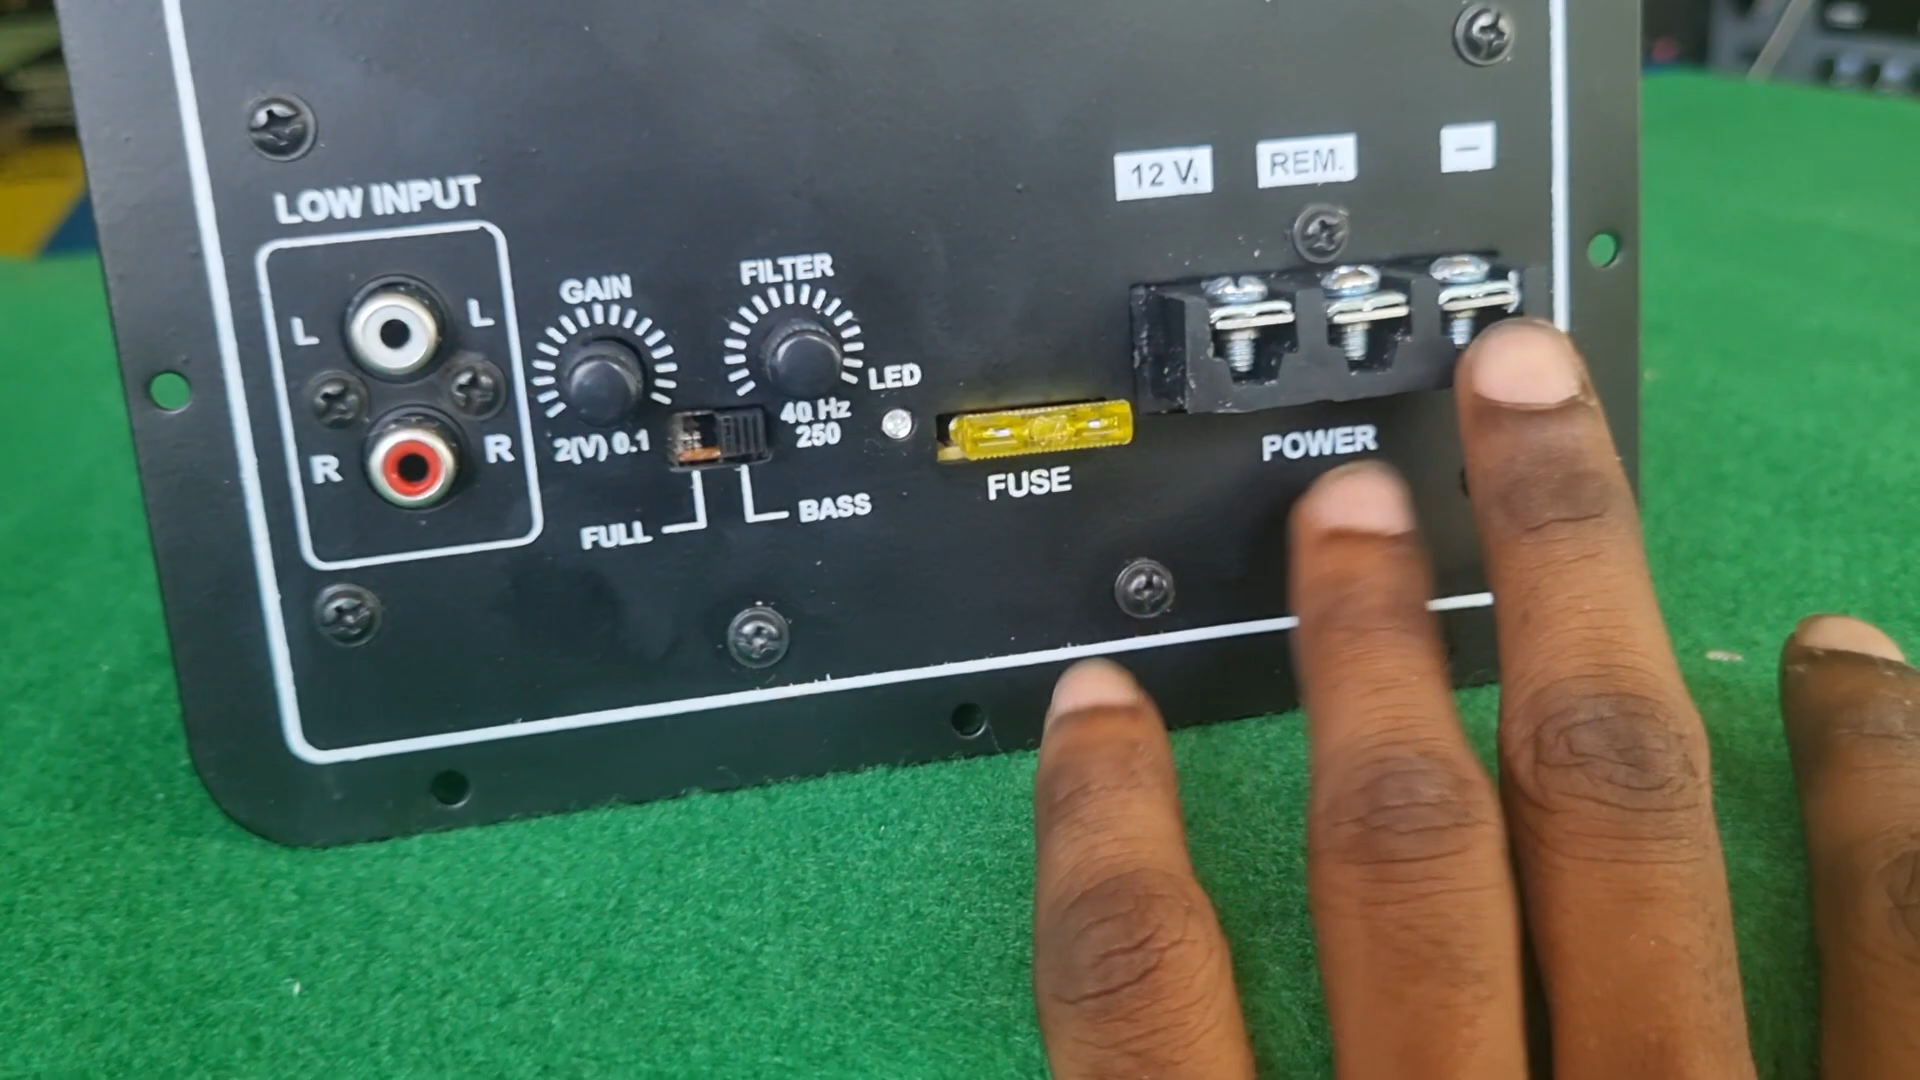 12 V.
REM.
−
LOW INPUT
L
L
R
R
GAIN
2(V) 0.1
FILTER
40 Hz
250
LED
FULL
BASS
FUSE
POWER